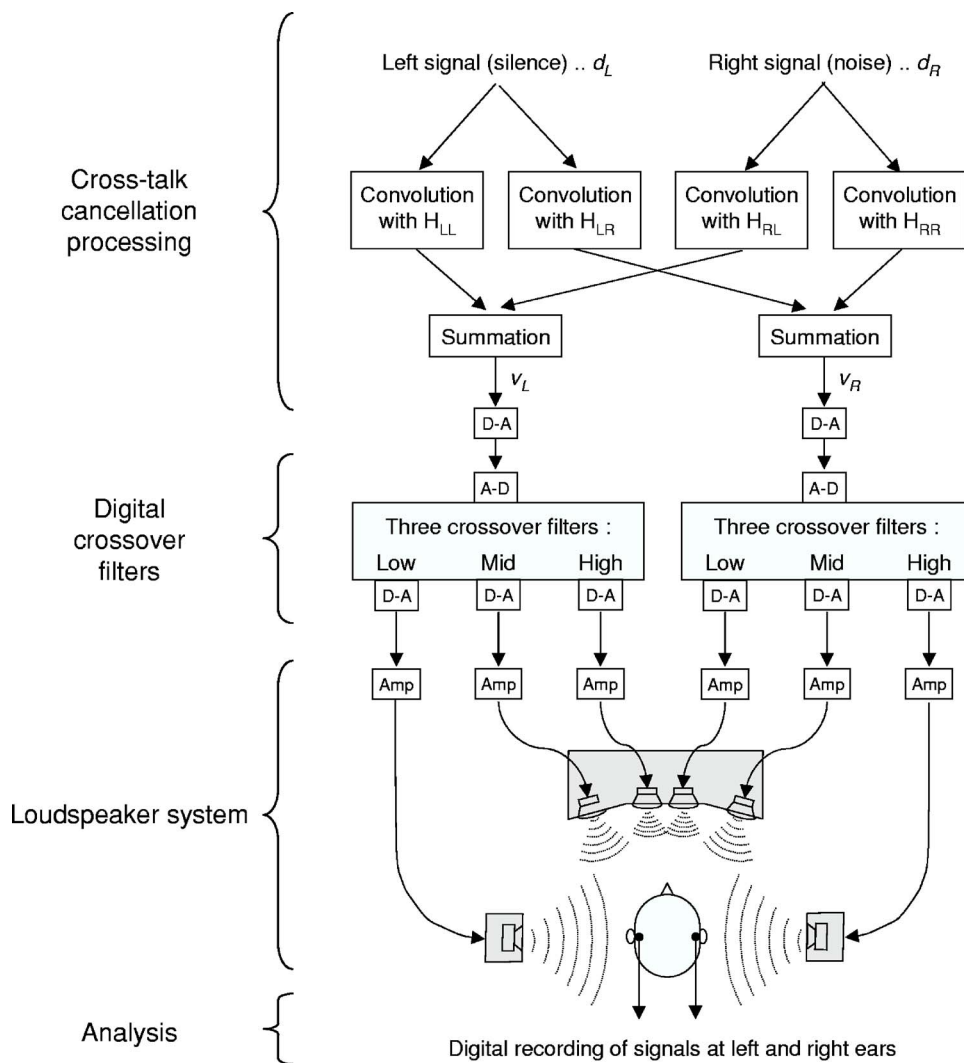 Left signal (silence) .. d_L
Right signal (noise) .. d_R
Cross-talk
cancellation
processing
Convolution
with H_LL
Convolution
with H_LR
Convolution
with H_RL
Convolution
with H_RR
Summation
Summation
v_L
v_R
D-A
D-A
Digital
crossover
filters
A-D
A-D
Three crossover filters :
Low Mid High
Three crossover filters :
Low Mid High
D-A
D-A
D-A
D-A
D-A
D-A
Loudspeaker system
Amp
Amp
Amp
Amp
Amp
Amp
Analysis
Digital recording of signals at left and right ears